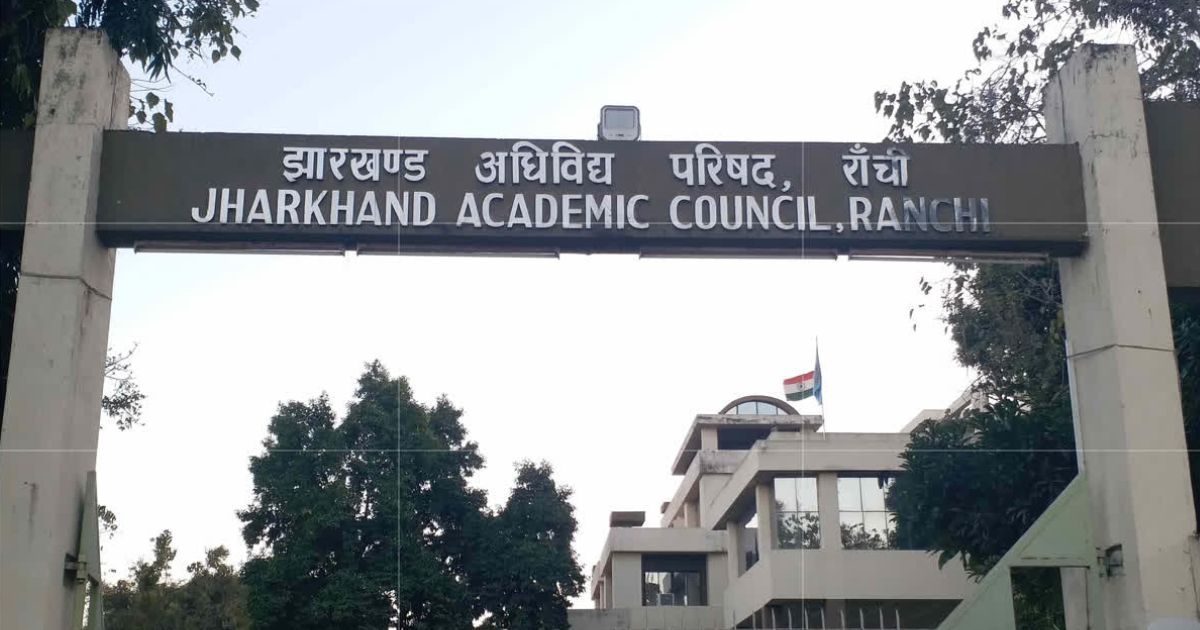 झारखण्ड अधिविद्य परिषद, राँची
JHARKHAND ACADEMIC COUNCIL, RANCHI